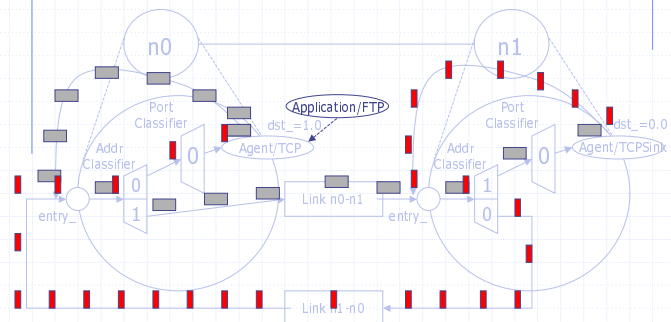 n0
n1
Application/FTP
Port
Classifier
Port
Classifier
dst_=1.0
dst_=0.0
Addr
Classifier
0
Agent/TCP
Addr
Classifier
0
Agent/TCPSink
0
1
1
0
entry_
Link n0-n1
entry_
Link n1-n0